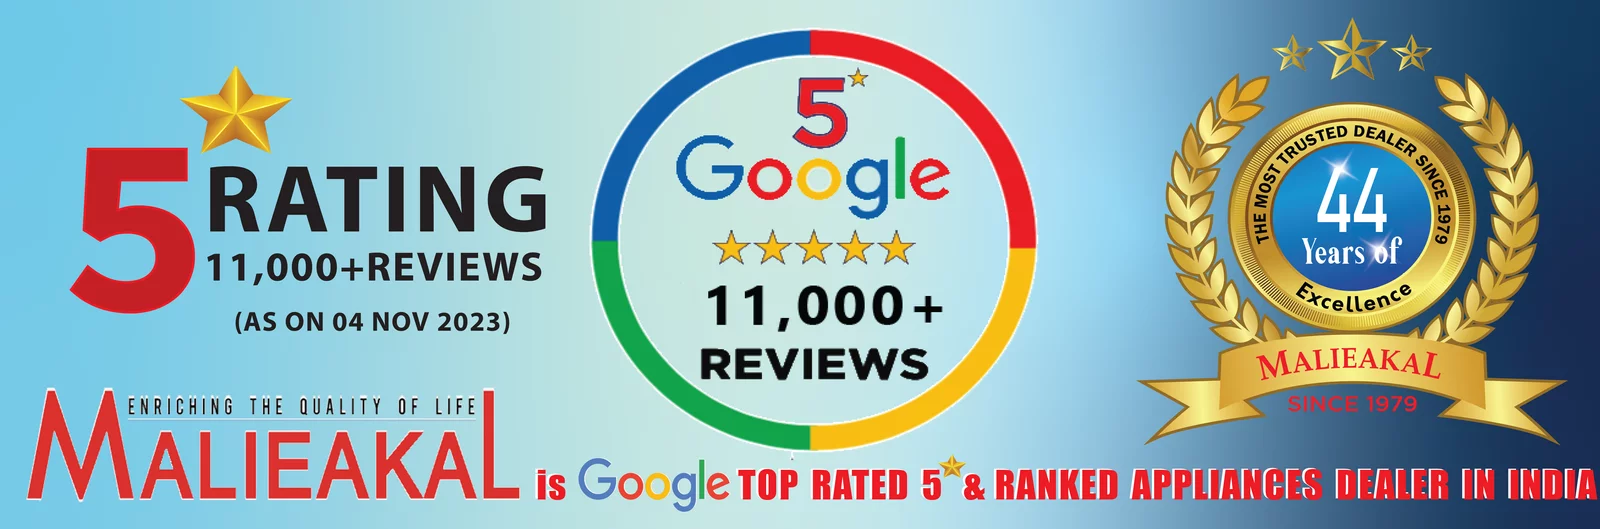 5 RATING
11,000+REVIEWS
(AS ON 04 NOV 2023)
5
Google
11,000+
REVIEWS
THE MOST TRUSTED DEALER SINCE 1979
44
Years of
Excellence
MALIEAKAL
SINCE 1979
ENRICHING THE QUALITY OF LIFE
MALIEAKAL is Google TOP RATED 5 & RANKED APPLIANCES DEALER IN INDIA